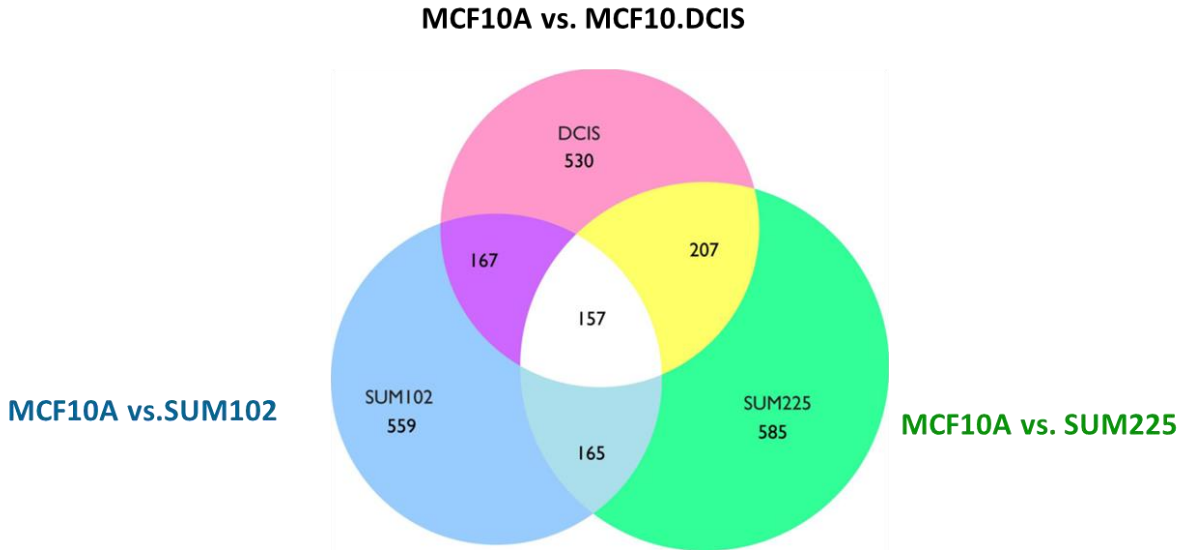 MCF10A vs. MCF10.DCIS
DCIS
530
167
207
157
SUM102
559
SUM225
585
165
MCF10A vs.SUM102
MCF10A vs. SUM225